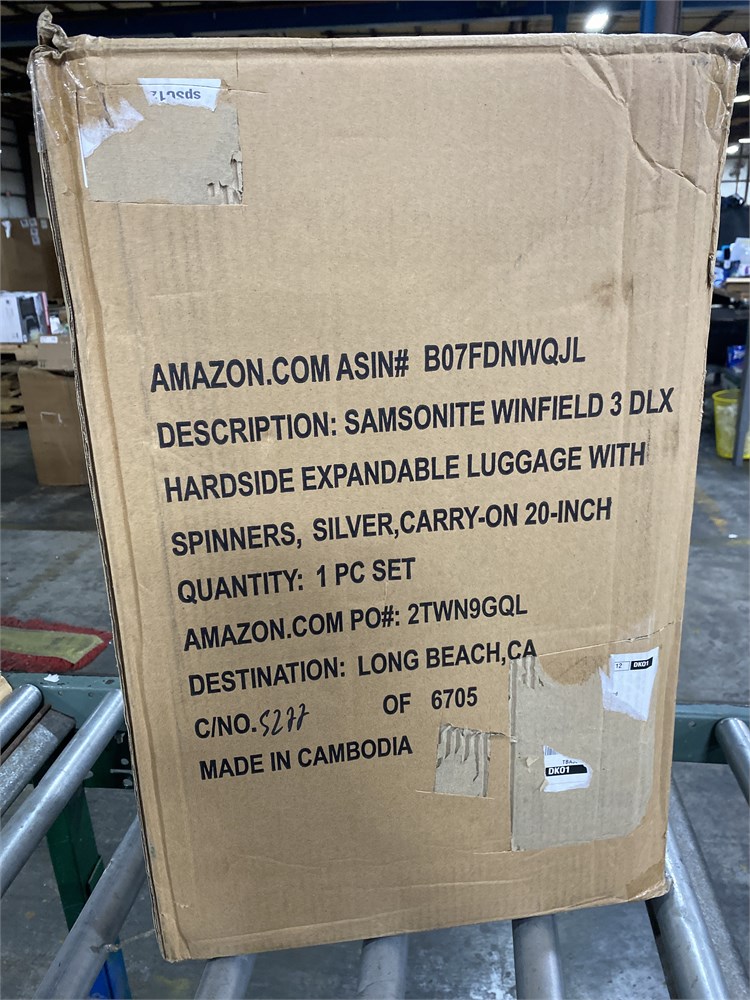 spsc12
AMAZON.COM ASIN# B07FDNWQJL
DESCRIPTION: SAMSONITE WINFIELD 3 DLX
HARDSIDE EXPANDABLE LUGGAGE WITH
SPINNERS, SILVER,CARRY-ON 20-INCH
QUANTITY: 1 PC SET
AMAZON.COM PO#: 2TWN9GQL
DESTINATION: LONG BEACH,CA
C/NO.5277 OF 6705
MADE IN CAMBODIA
12 DK01
DK01